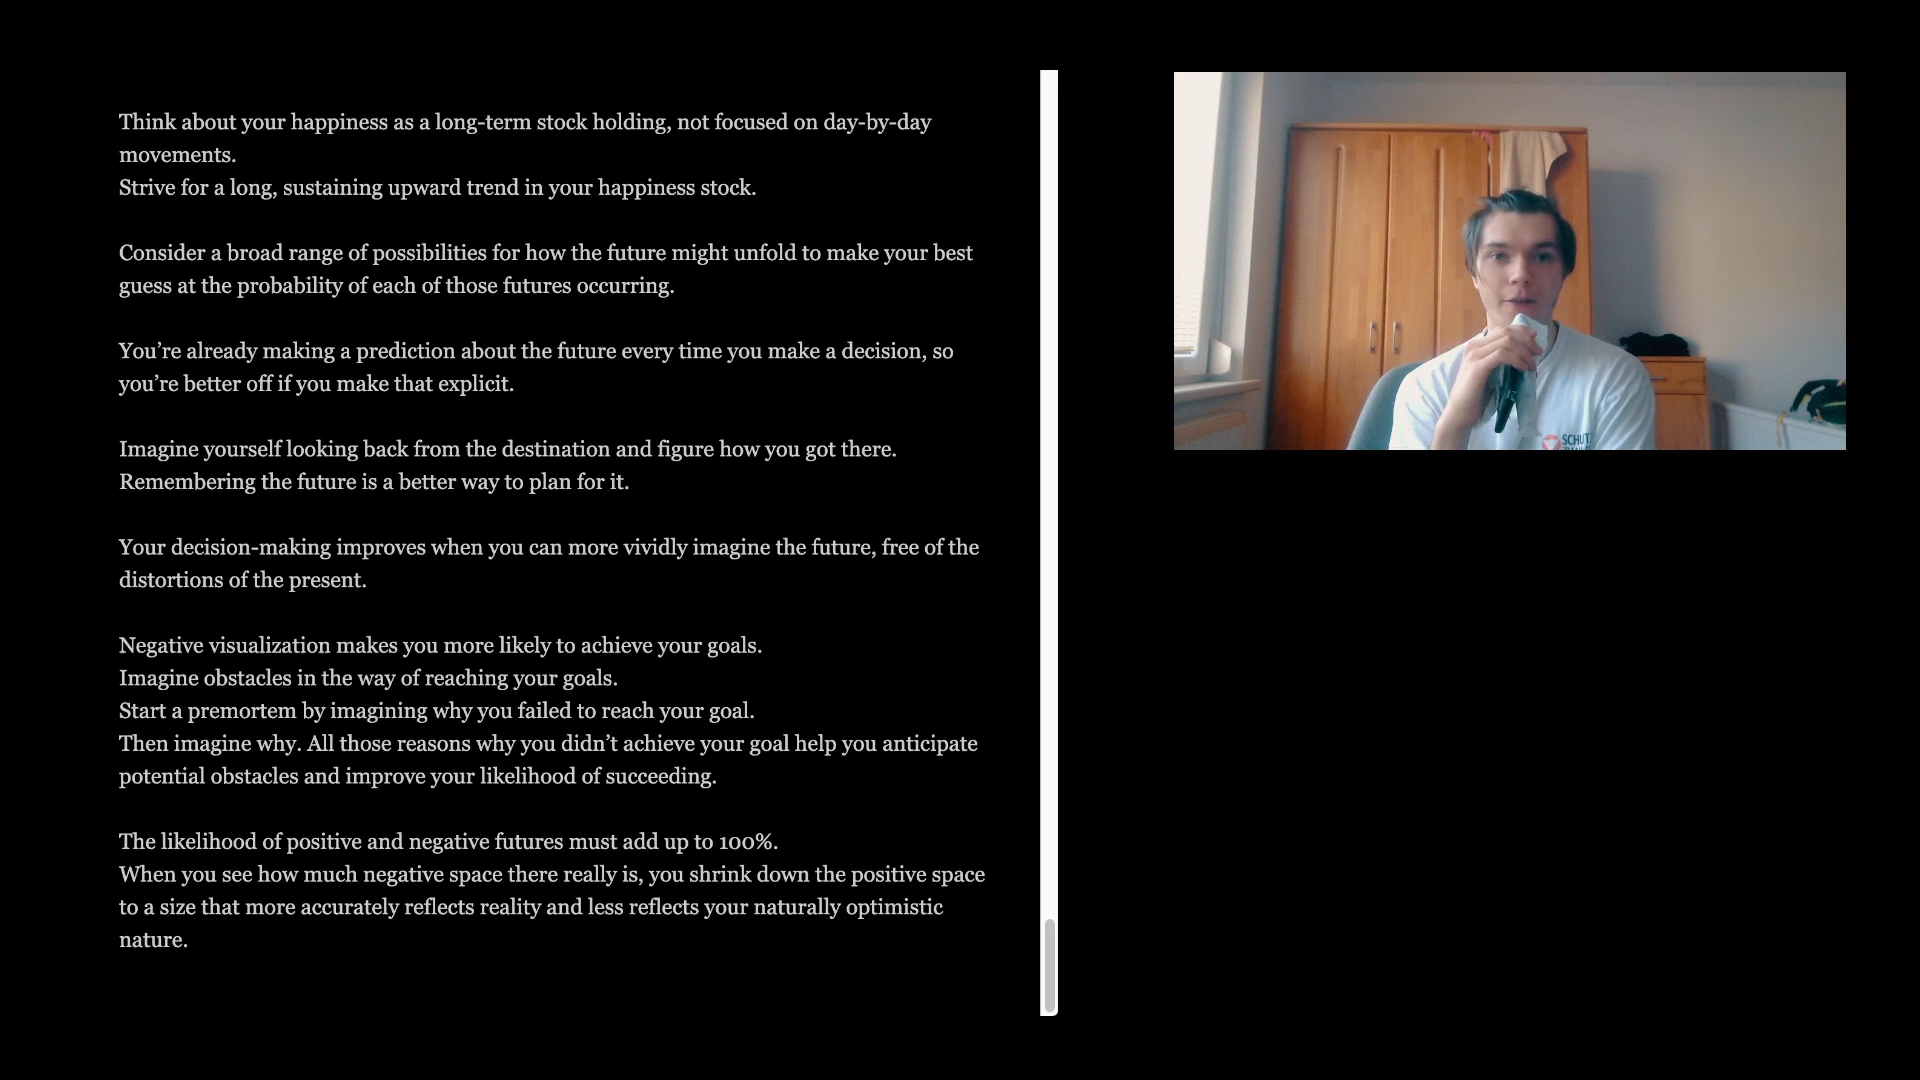 Think about your happiness as a long-term stock holding, not focused on day-by-day
movements.
Strive for a long, sustaining upward trend in your happiness stock.
Consider a broad range of possibilities for how the future might unfold to make your best
guess at the probability of each of those futures occurring.
You’re already making a prediction about the future every time you make a decision, so
you’re better off if you make that explicit.
Imagine yourself looking back from the destination and figure how you got there.
Remembering the future is a better way to plan for it.
Your decision-making improves when you can more vividly imagine the future, free of the
distortions of the present.
Negative visualization makes you more likely to achieve your goals.
Imagine obstacles in the way of reaching your goals.
Start a premortem by imagining why you failed to reach your goal.
Then imagine why. All those reasons why you didn’t achieve your goal help you anticipate
potential obstacles and improve your likelihood of succeeding.
The likelihood of positive and negative futures must add up to 100%.
When you see how much negative space there really is, you shrink down the positive space
to a size that more accurately reflects reality and less reflects your naturally optimistic
nature.